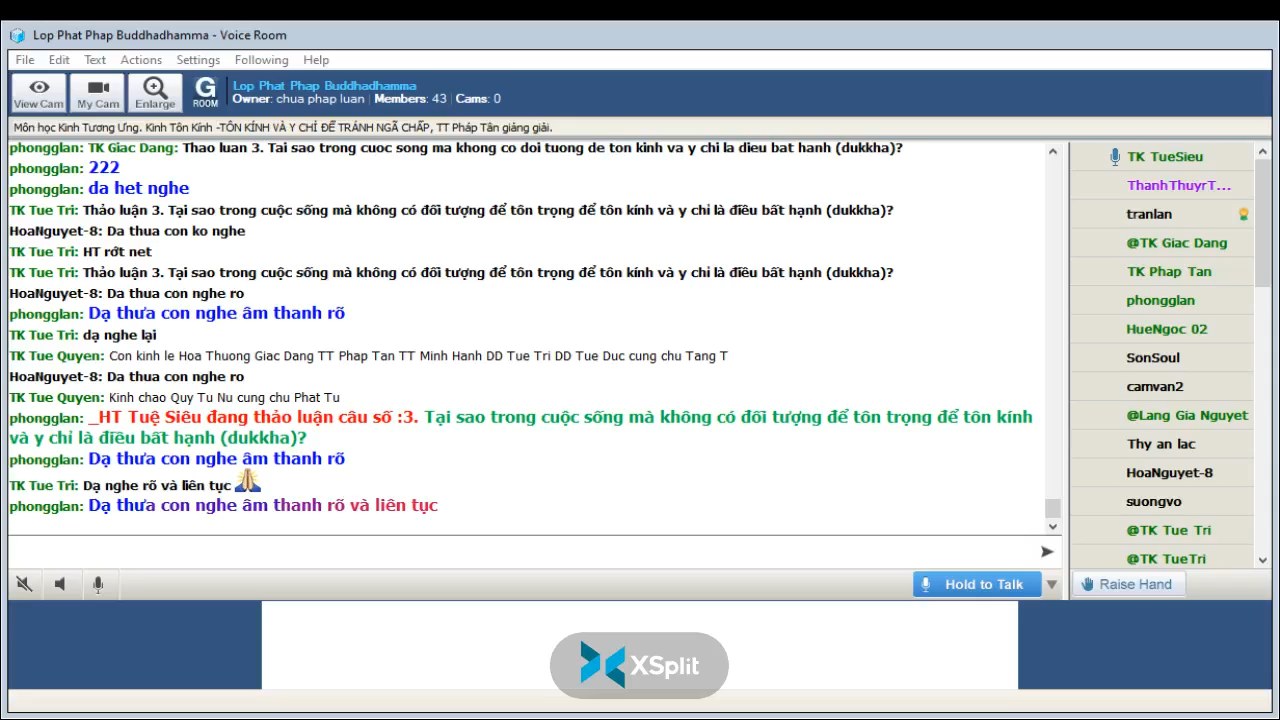 Lop Phat Phap Buddhadhamma - Voice Room
File Edit Text Actions Settings Following Help
View Cam My Cam Enlarge G ROOM
Lop Phat Phap Buddhadhamma
Owner: chua phap luan | Members: 43 | Cams: 0
Môn học Kinh Tương Ưng. Kinh Tôn Kính -TÔN KÍNH VÀ Y CHỈ ĐỂ TRÁNH NGÃ CHẤP, TT Pháp Tân giảng giải.
phongglan: TK Giac Dang: Thao luan 3. Tai sao trong cuoc song ma khong co doi tuong de ton kinh va y chi la dieu bat hanh (dukkha)?
phongglan: 222
phongglan: da het nghe
TK Tue Tri: Thảo luận 3. Tại sao trong cuộc sống mà không có đối tượng để tôn trọng để tôn kính và y chỉ là điều bất hạnh (dukkha)?
HoaNguyet-8: Da thua con ko nghe
TK Tue Tri: HT rớt net
TK Tue Tri: Thảo luận 3. Tại sao trong cuộc sống mà không có đối tượng để tôn trọng để tôn kính và y chỉ là điều bất hạnh (dukkha)?
HoaNguyet-8: Da thua con nghe ro
phongglan: Dạ thưa con nghe âm thanh rõ
TK Tue Tri: dạ nghe lại
TK Tue Quyen: Con kinh le Hoa Thuong Giac Dang TT Phap Tan TT Minh Hanh DD Tue Tri DD Tue Duc cung chu Tang T
HoaNguyet-8: Da thua con nghe ro
TK Tue Quyen: Kinh chao Quy Tu Nu cung chu Phat Tu
phongglan: _HT Tuệ Siêu đang thảo luận câu số :3. Tại sao trong cuộc sống mà không có đối tượng để tôn trọng để tôn kính
và y chỉ là điều bất hạnh (dukkha)?
phongglan: Dạ thưa con nghe âm thanh rõ
TK Tue Tri: Dạ nghe rõ và liên tục
phongglan: Dạ thưa con nghe âm thanh rõ và liên tục
TK TueSieu
ThanhThuyrT...
tranlan
@TK Giac Dang
TK Phap Tan
phongglan
HueNgoc 02
SonSoul
camvan2
@Lang Gia Nguyet
Thy an lac
HoaNguyet-8
suongvo
@TK Tue Tri
@TK TueTri
Hold to Talk
Raise Hand
XSplit